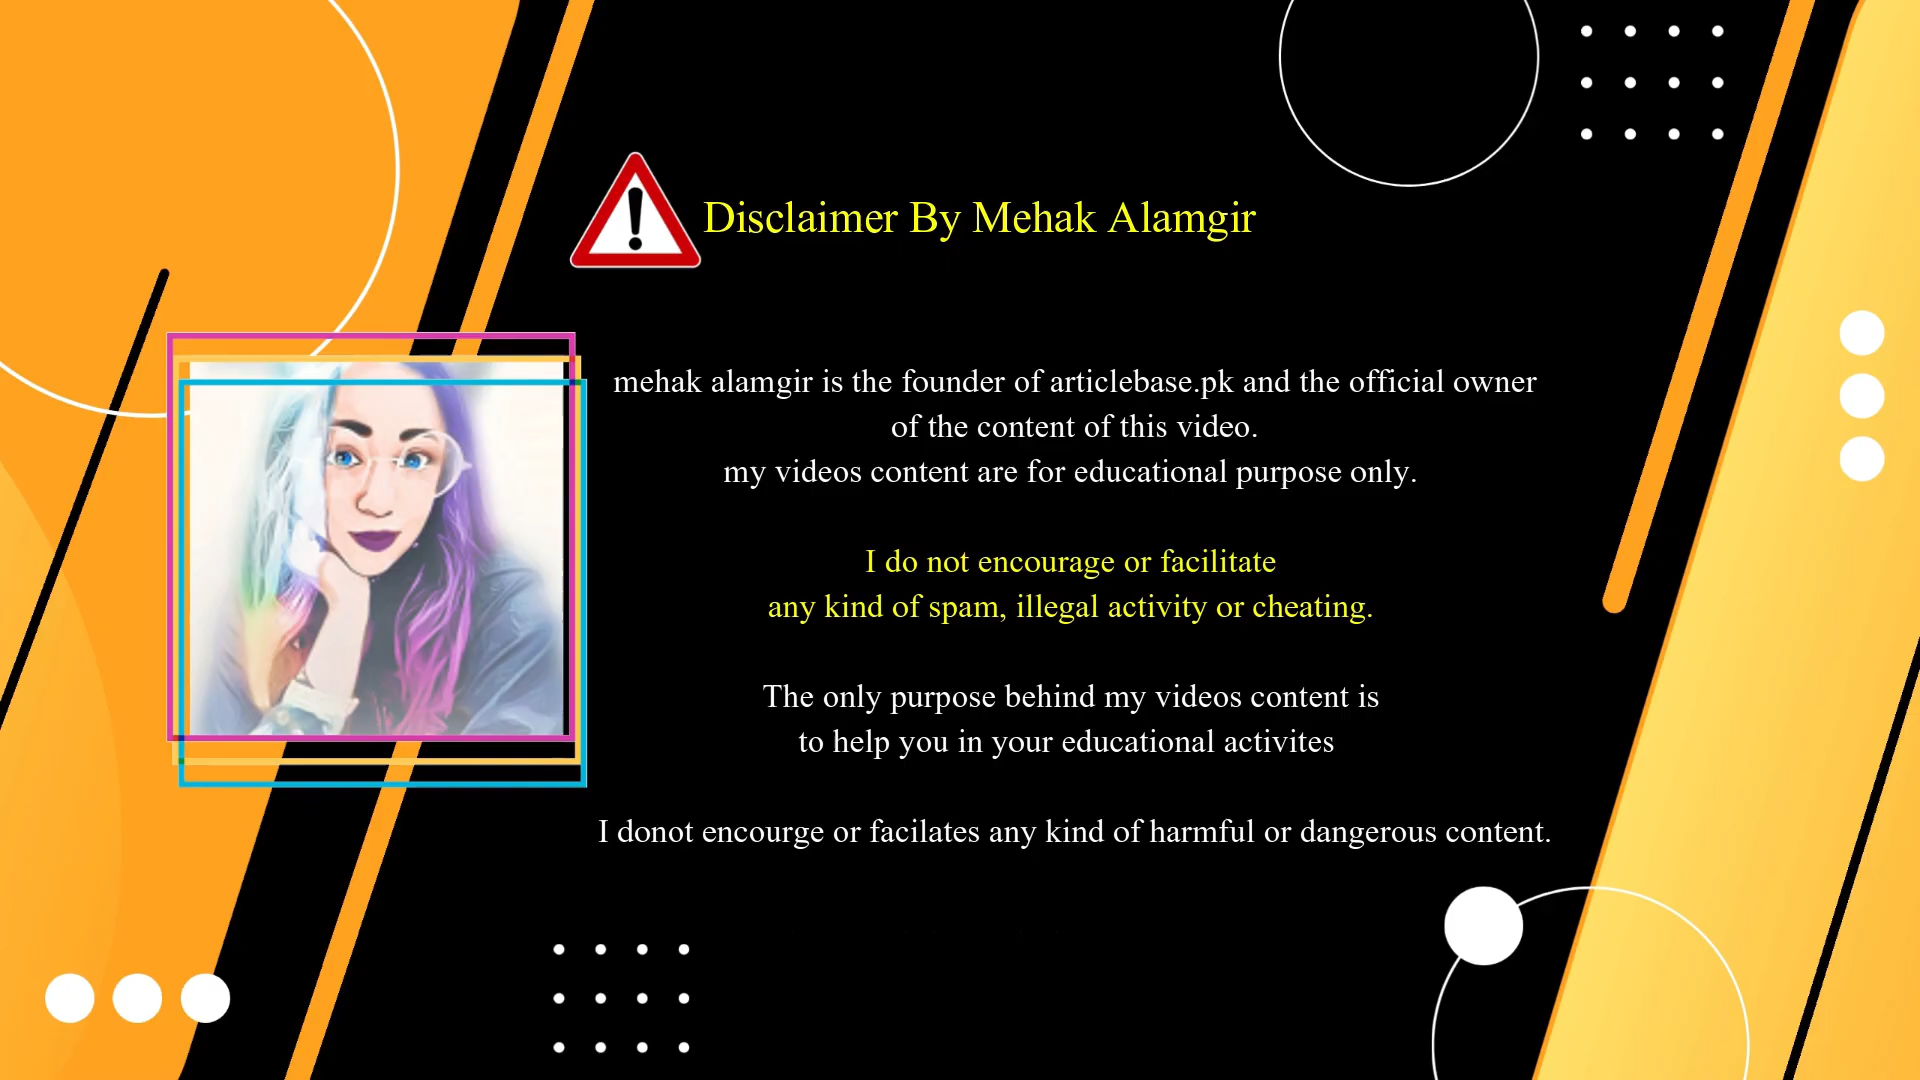 Disclaimer By Mehak Alamgir
mehak alamgir is the founder of articlebase.pk and the official owner
of the content of this video.
my videos content are for educational purpose only.
I do not encourage or facilitate
any kind of spam, illegal activity or cheating.
The only purpose behind my videos content is
to help you in your educational activites
I donot encourge or facilates any kind of harmful or dangerous content.